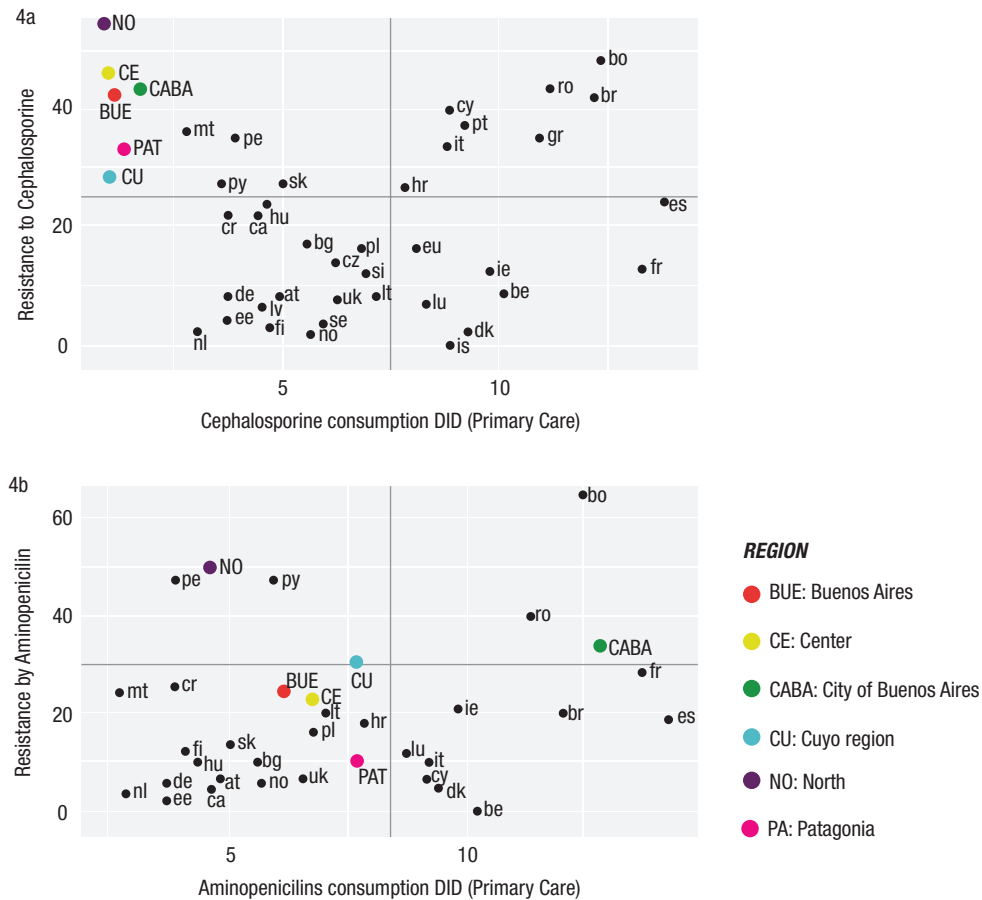 4a
NO
CE
CABA
BUE
PAT
CU
mt
pe
py
sk
cr
ca
hu
bg
pl
cz
si
de
at
lv
uk
lt
ee
fi
se
no
nl
cy
pt
it
hr
ro
bo
br
gr
es
eu
ie
fr
be
lu
dk
is
40
20
0
Resistance to Cephalosporine
5
10
Cephalosporine consumption DID (Primary Care)
4b
bo
NO
pe
py
ro
CABA
CU
fr
mt
cr
BUE
CE
lt
pl
hr
ie
br
es
fi
sk
hu
bg
PAT
lu
it
nl
de
at
no
uk
cy
dk
ee
ca
be
60
40
20
0
Resistance by Aminopenicilin
5
10
Aminopenicilins consumption DID (Primary Care)
REGION
BUE: Buenos Aires
CE: Center
CABA: City of Buenos Aires
CU: Cuyo region
NO: North
PA: Patagonia